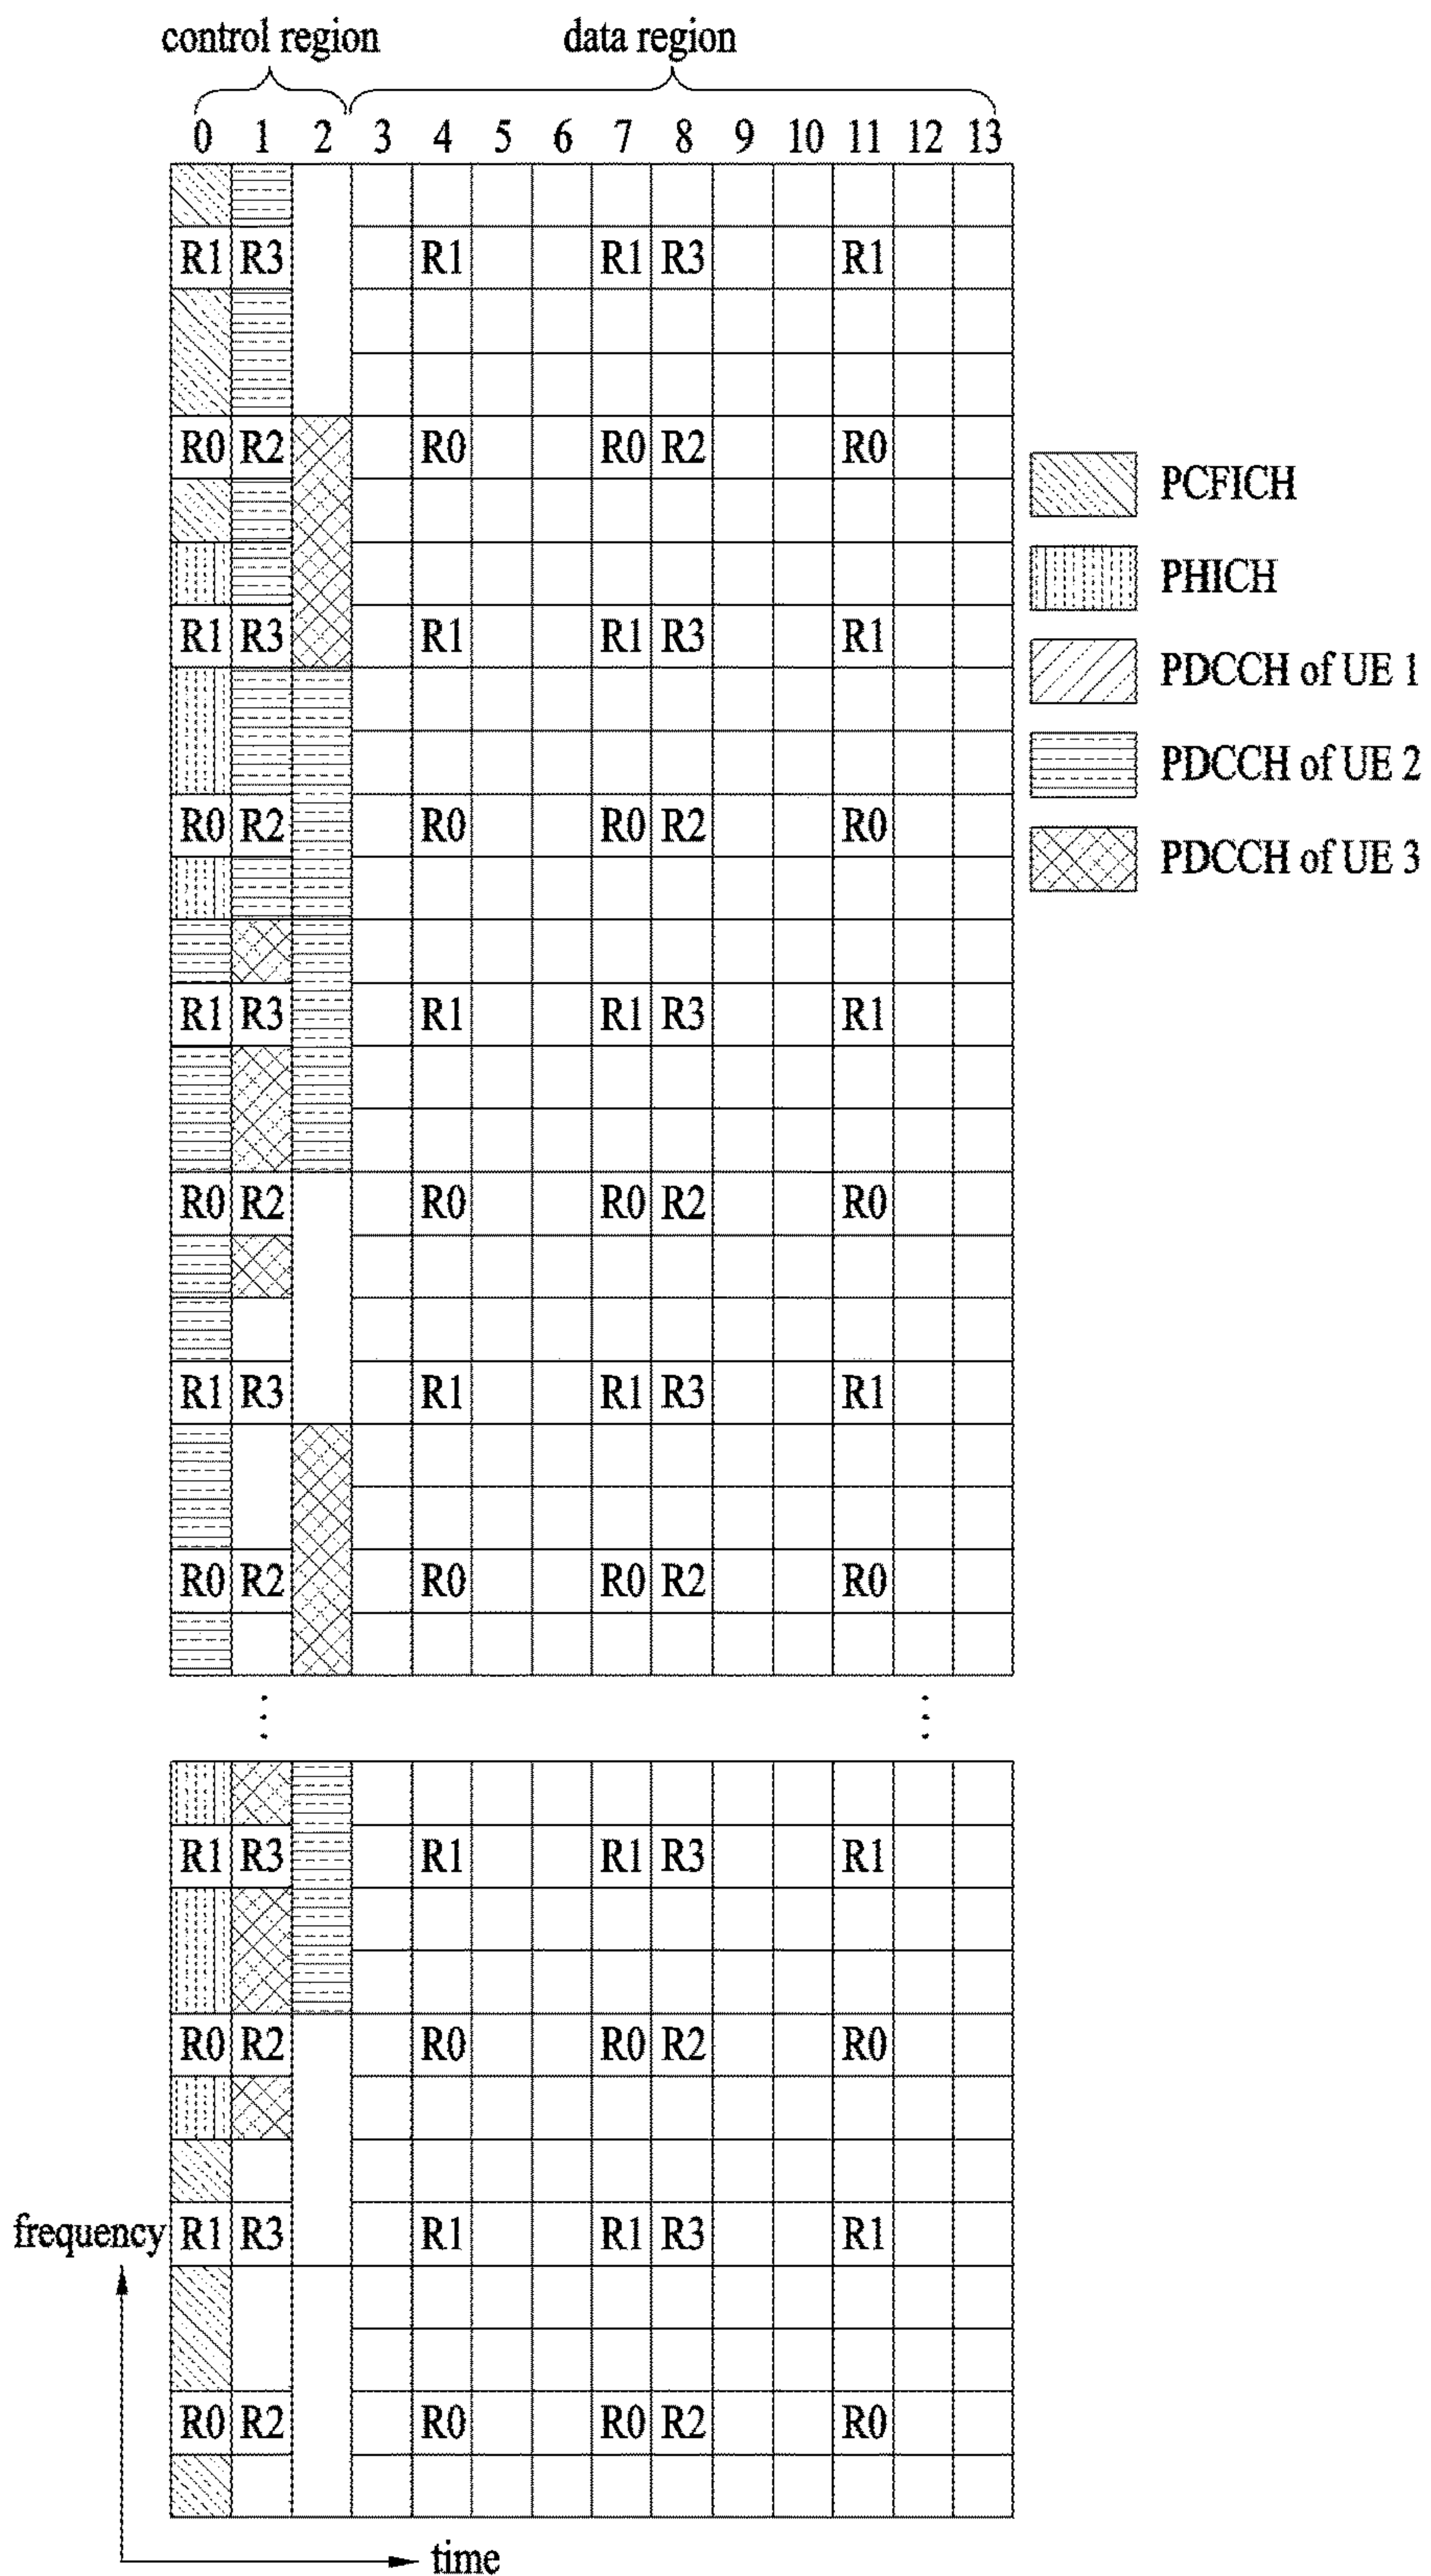 control region data region
0 1 2 3 4 5 6 7 8 9 10 11 12 13
R1 R3 R1 R1 R3 R1
R0 R2 R0 R0 R2 R0
PCFICH
PHICH
R1 R3 R1 R1 R3 R1
PDCCH of UE 1
PDCCH of UE 2
R0 R2 R0 R0 R2 R0
PDCCH of UE 3
R1 R3 R1 R1 R3 R1
R0 R2 R0 R0 R2 R0
R1 R3 R1 R1 R3 R1
R0 R2 R0 R0 R2 R0
R1 R3 R1 R1 R3 R1
R0 R2 R0 R0 R2 R0
frequency R1 R3 R1 R1 R3 R1
R0 R2 R0 R0 R2 R0
time